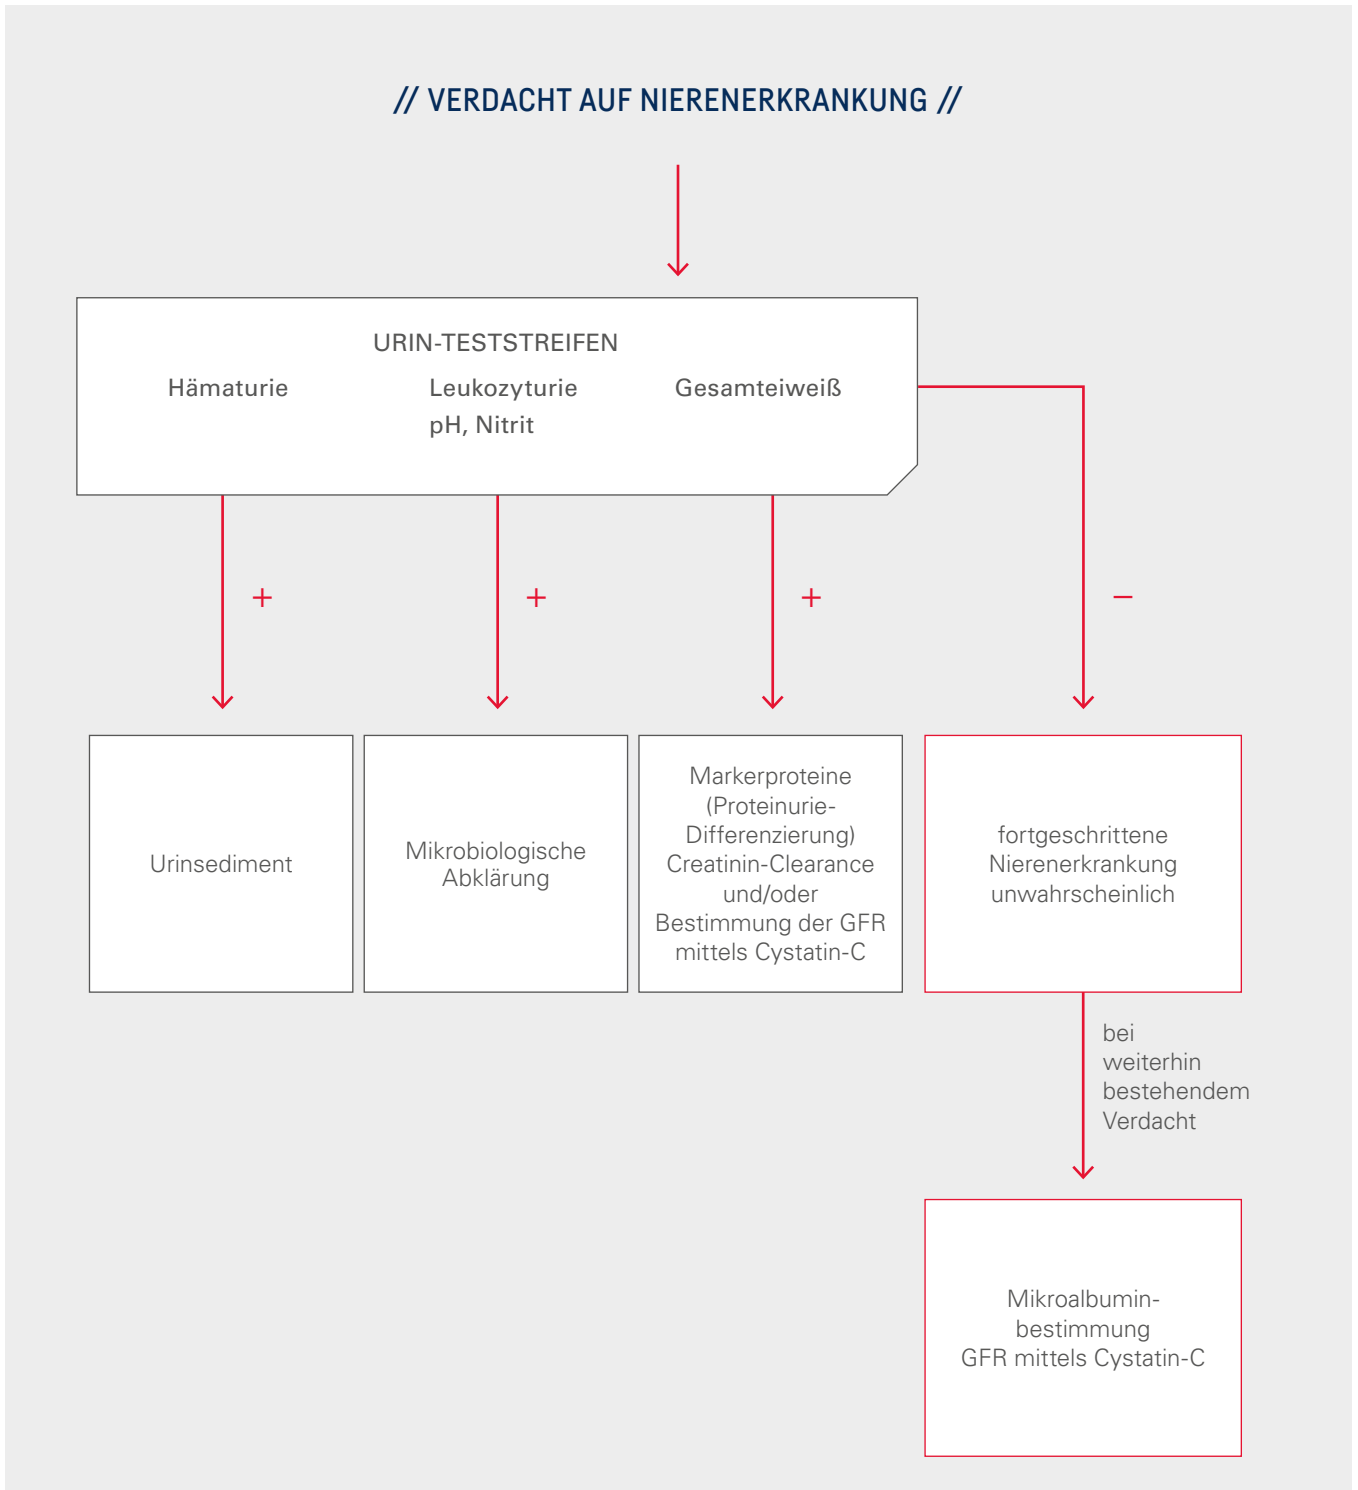 // VERDACHT AUF NIERENERKRANKUNG //
URIN-TESTSTREIFEN
Hämaturie
Leukozyturie
pH, Nitrit
Gesamteiweiß
+
+
+
–
Urinsediment
Mikrobiologische
Abklärung
Markerproteine
(Proteinurie-
Differenzierung)
Creatinin-Clearance
und/oder
Bestimmung der GFR
mittels Cystatin-C
fortgeschrittene
Nierenerkrankung
unwahrscheinlich
bei
weiterhin
bestehendem
Verdacht
Mikroalbumin-
bestimmung
GFR mittels Cystatin-C